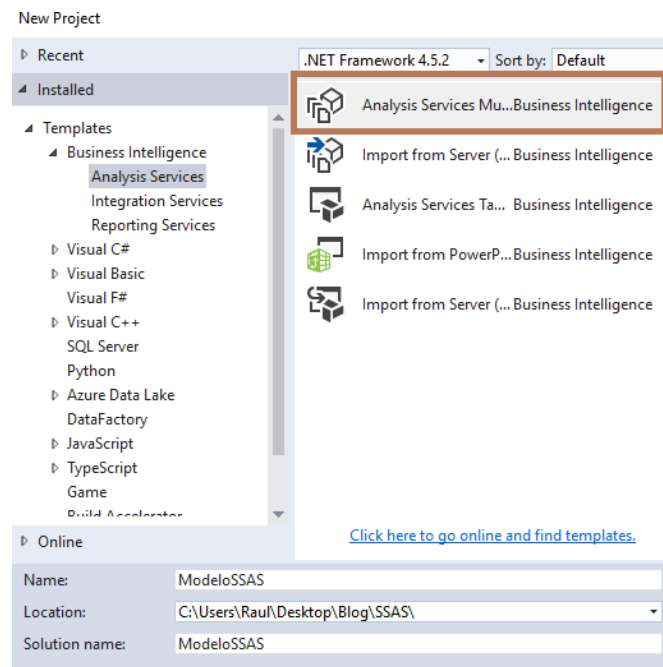 New Project
Recent
.NET Framework 4.5.2 Sort by: Default
Installed
Templates
Business Intelligence
Analysis Services
Integration Services
Reporting Services
Visual C#
Visual Basic
Visual F#
Visual C++
SQL Server
Python
Azure Data Lake
DataFactory
JavaScript
TypeScript
Game
Build Accelerator
Analysis Services Mu...Business Intelligence
Import from Server (... Business Intelligence
Analysis Services Ta... Business Intelligence
Import from PowerP...Business Intelligence
Import from Server (... Business Intelligence
Click here to go online and find templates.
Online
Name: ModeloSSAS
Location: C:\Users\Raul\Desktop\Blog\SSAS\
Solution name: ModeloSSAS